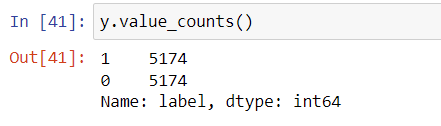 In [41]: y.value_counts()
Out[41]: 1    5174
0    5174
Name: label, dtype: int64